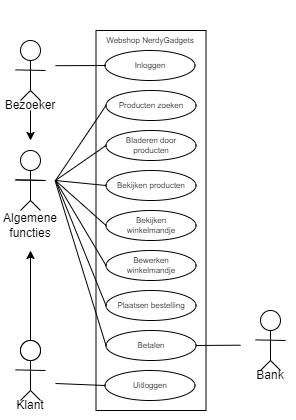 Webshop NerdyGadgets
Inloggen
Bezoeker
Producten zoeken
Bladeren door
producten
Bekijken producten
Algemene
functies
Bekijken
winkelmandje
Bewerken
winkelmandje
Plaatsen bestelling
Betalen
Bank
Uitloggen
Klant